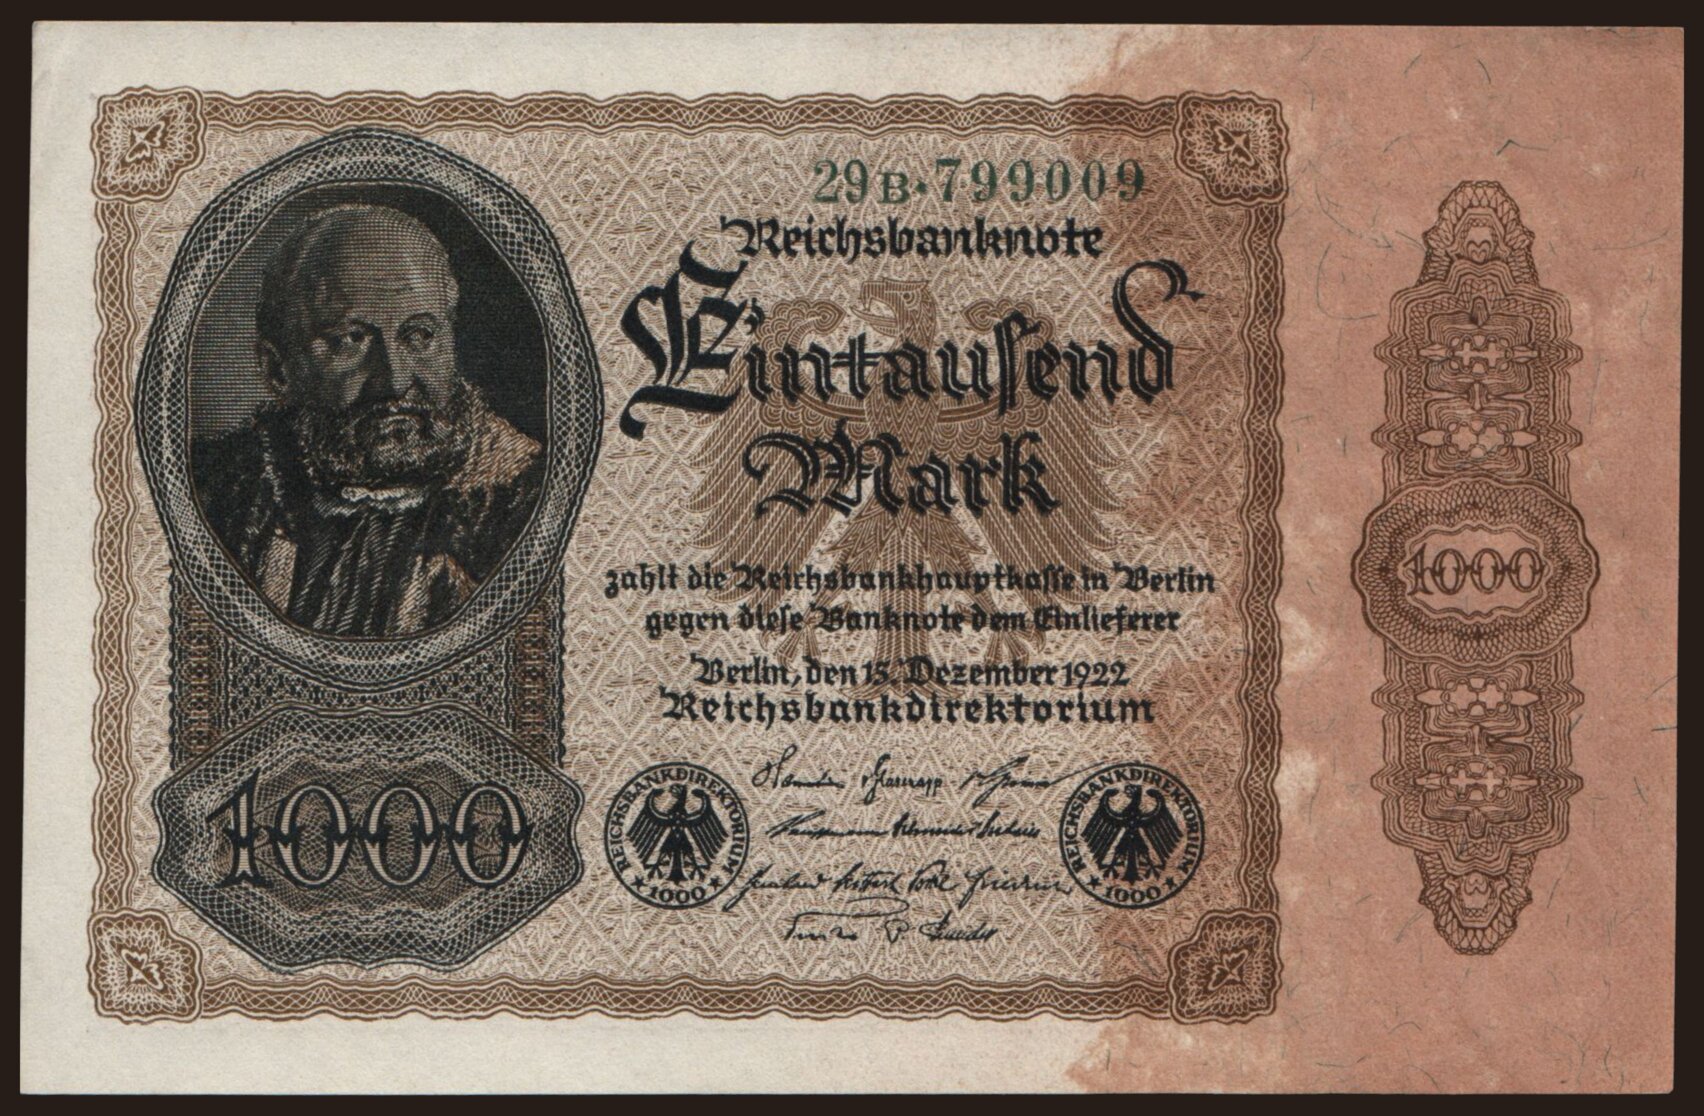 29B·799009
Reichsbanknote
Eintausend
Mark
zahlt die Reichsbankhauptkasse in Berlin
gegen diese Banknote dem Einlieferer
Berlin, den 15. Dezember 1922
Reichsbankdirektorium
1000
REICHSBANKDIREKTORIUM
★1000★
REICHSBANKDIREKTORIUM
★1000★
1000